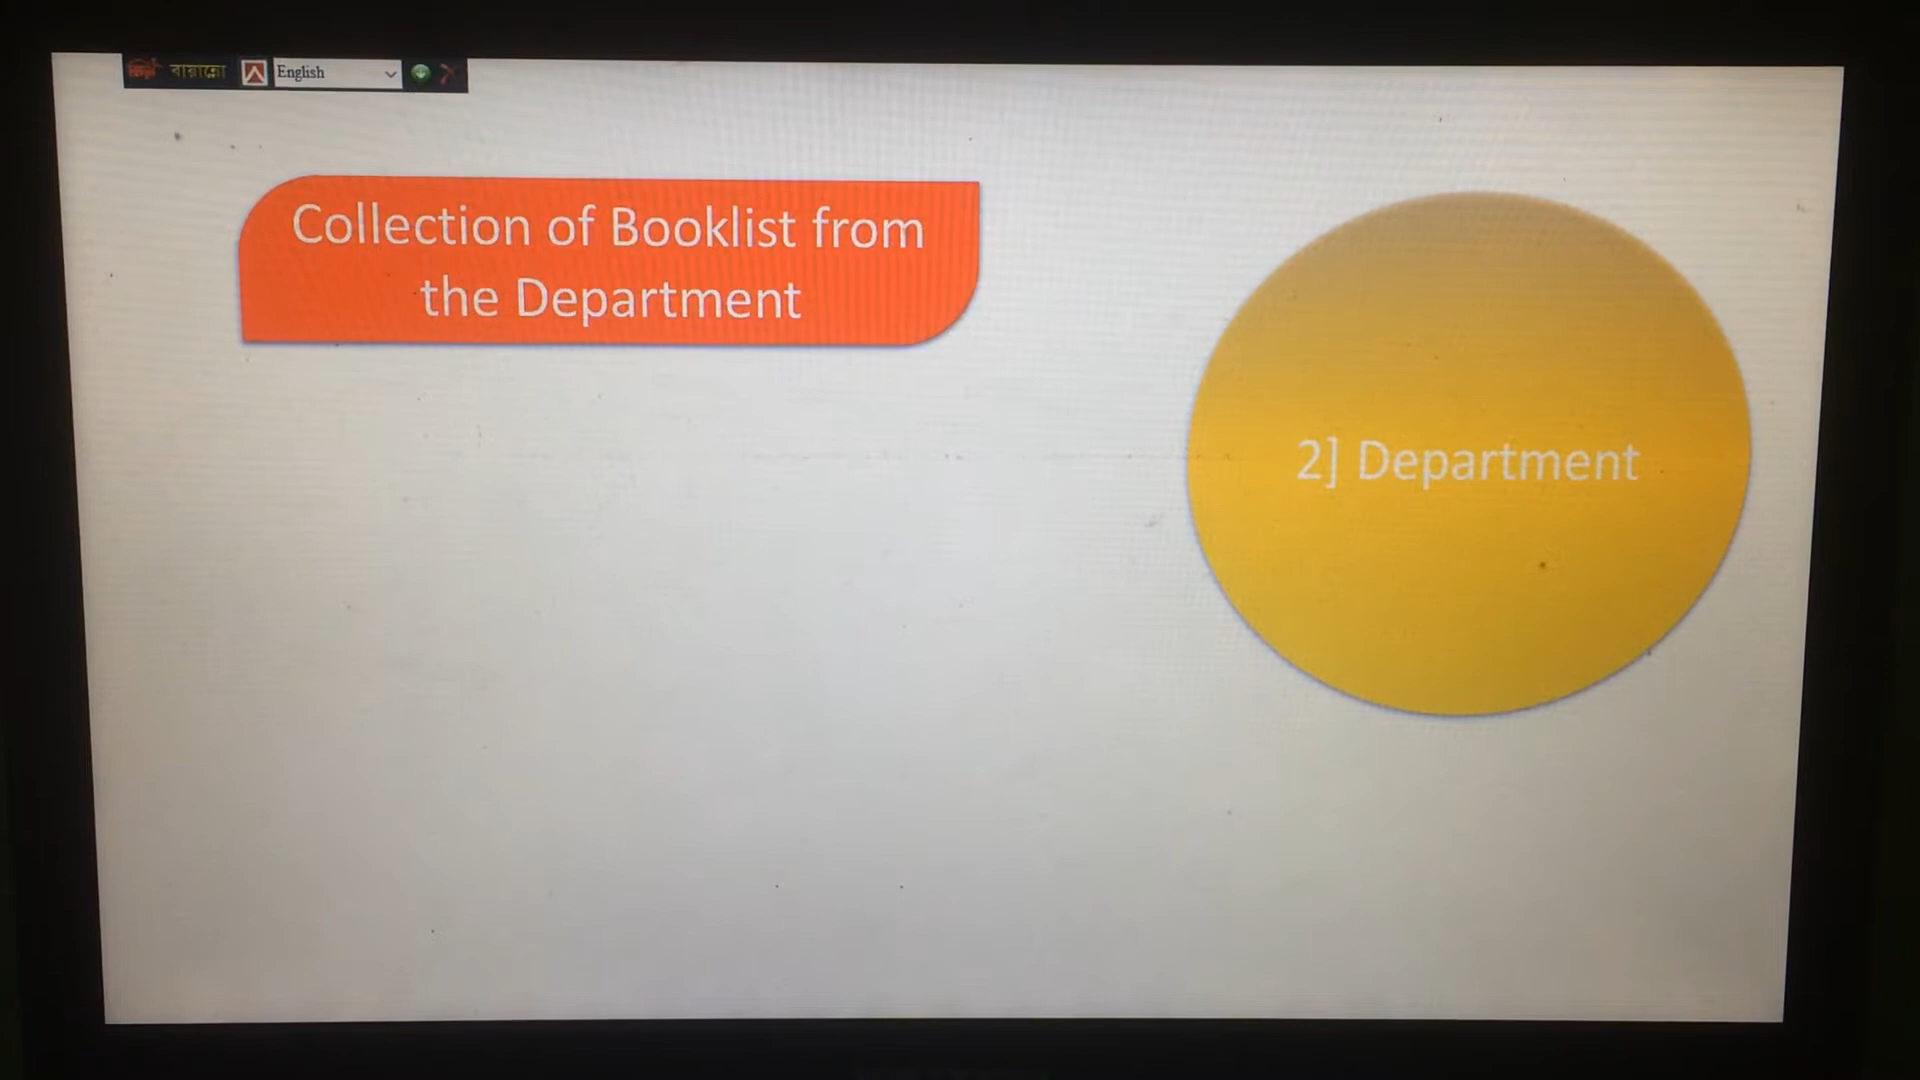 বায়ান্নো
English
Collection of Booklist from
the Department
2] Department